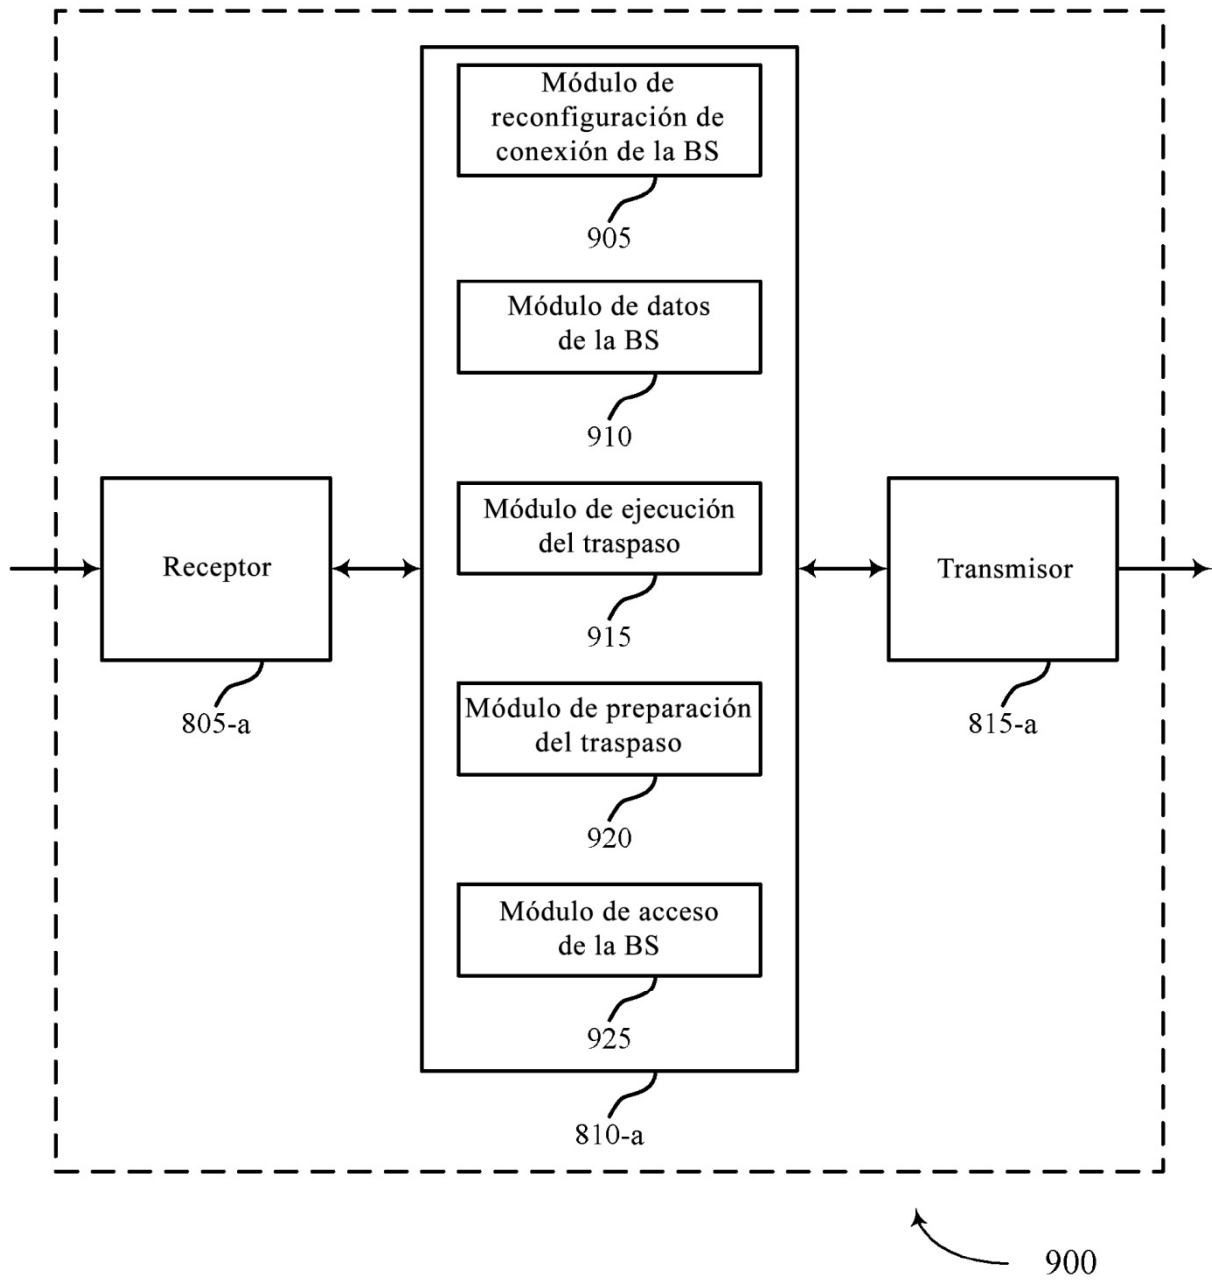 Módulo de
reconfiguración de
conexión de la BS
905
Módulo de datos
de la BS
910
Módulo de ejecución
del traspaso
915
Receptor
805-a
Transmisor
815-a
Módulo de preparación
del traspaso
920
Módulo de acceso
de la BS
925
810-a
900